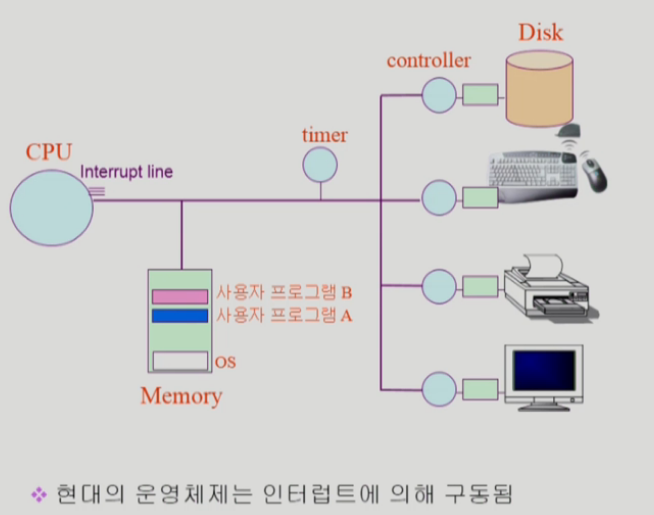 Disk
controller
timer
CPU
Interrupt line
사용자 프로그램 B
사용자 프로그램 A
OS
Memory
❖ 현대의 운영체제는 인터럽트에 의해 구동됨